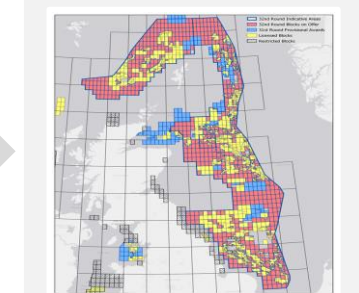 32nd Round Indicative Areas
32nd Round Blocks on Offer
31st Round Provisional Awards
Licensed Blocks
Restricted Blocks